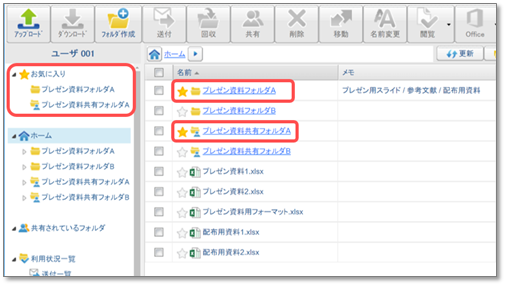 アップロード ダウンロード フォルダ作成 送付 回収 共有 削除 移動 名前変更 閲覧 Office
ユーザ 001
ホーム
更新
お気に入り
プレゼン資料フォルダA
プレゼン資料共有フォルダA
ホーム
プレゼン資料フォルダA
プレゼン資料フォルダB
プレゼン資料共有フォルダA
プレゼン資料共有フォルダB
共有されているフォルダ
利用状況一覧
送付一覧
名前 メモ
プレゼン資料フォルダA プレゼン用スライド / 参考文献 / 配布用資料
プレゼン資料フォルダB
プレゼン資料共有フォルダA
プレゼン資料共有フォルダB
プレゼン資料1.xlsx
プレゼン資料2.xlsx
プレゼン資料用フォーマット.xlsx
配布用資料1.xlsx
配布用資料2.xlsx